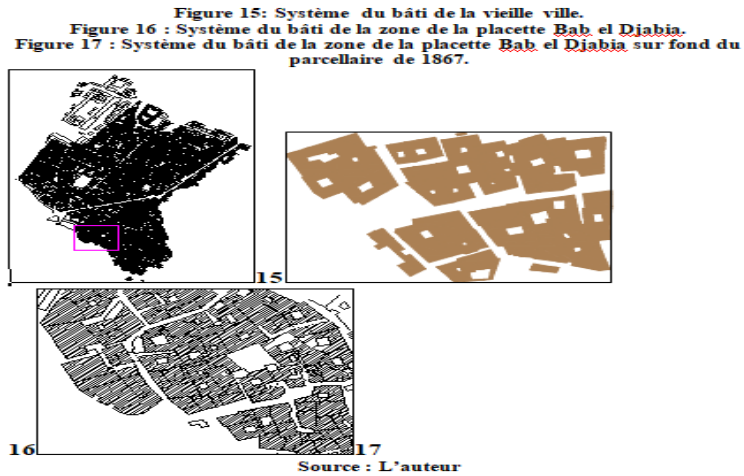 Figure 15: Système du bâti de la vieille ville.
Figure 16 : Système du bâti de la zone de la placette Bab el Djabia.
Figure 17 : Système du bâti de la zone de la placette Bab el Djabia sur fond du
parcellaire de 1867.
15
16
17
Source : L’auteur